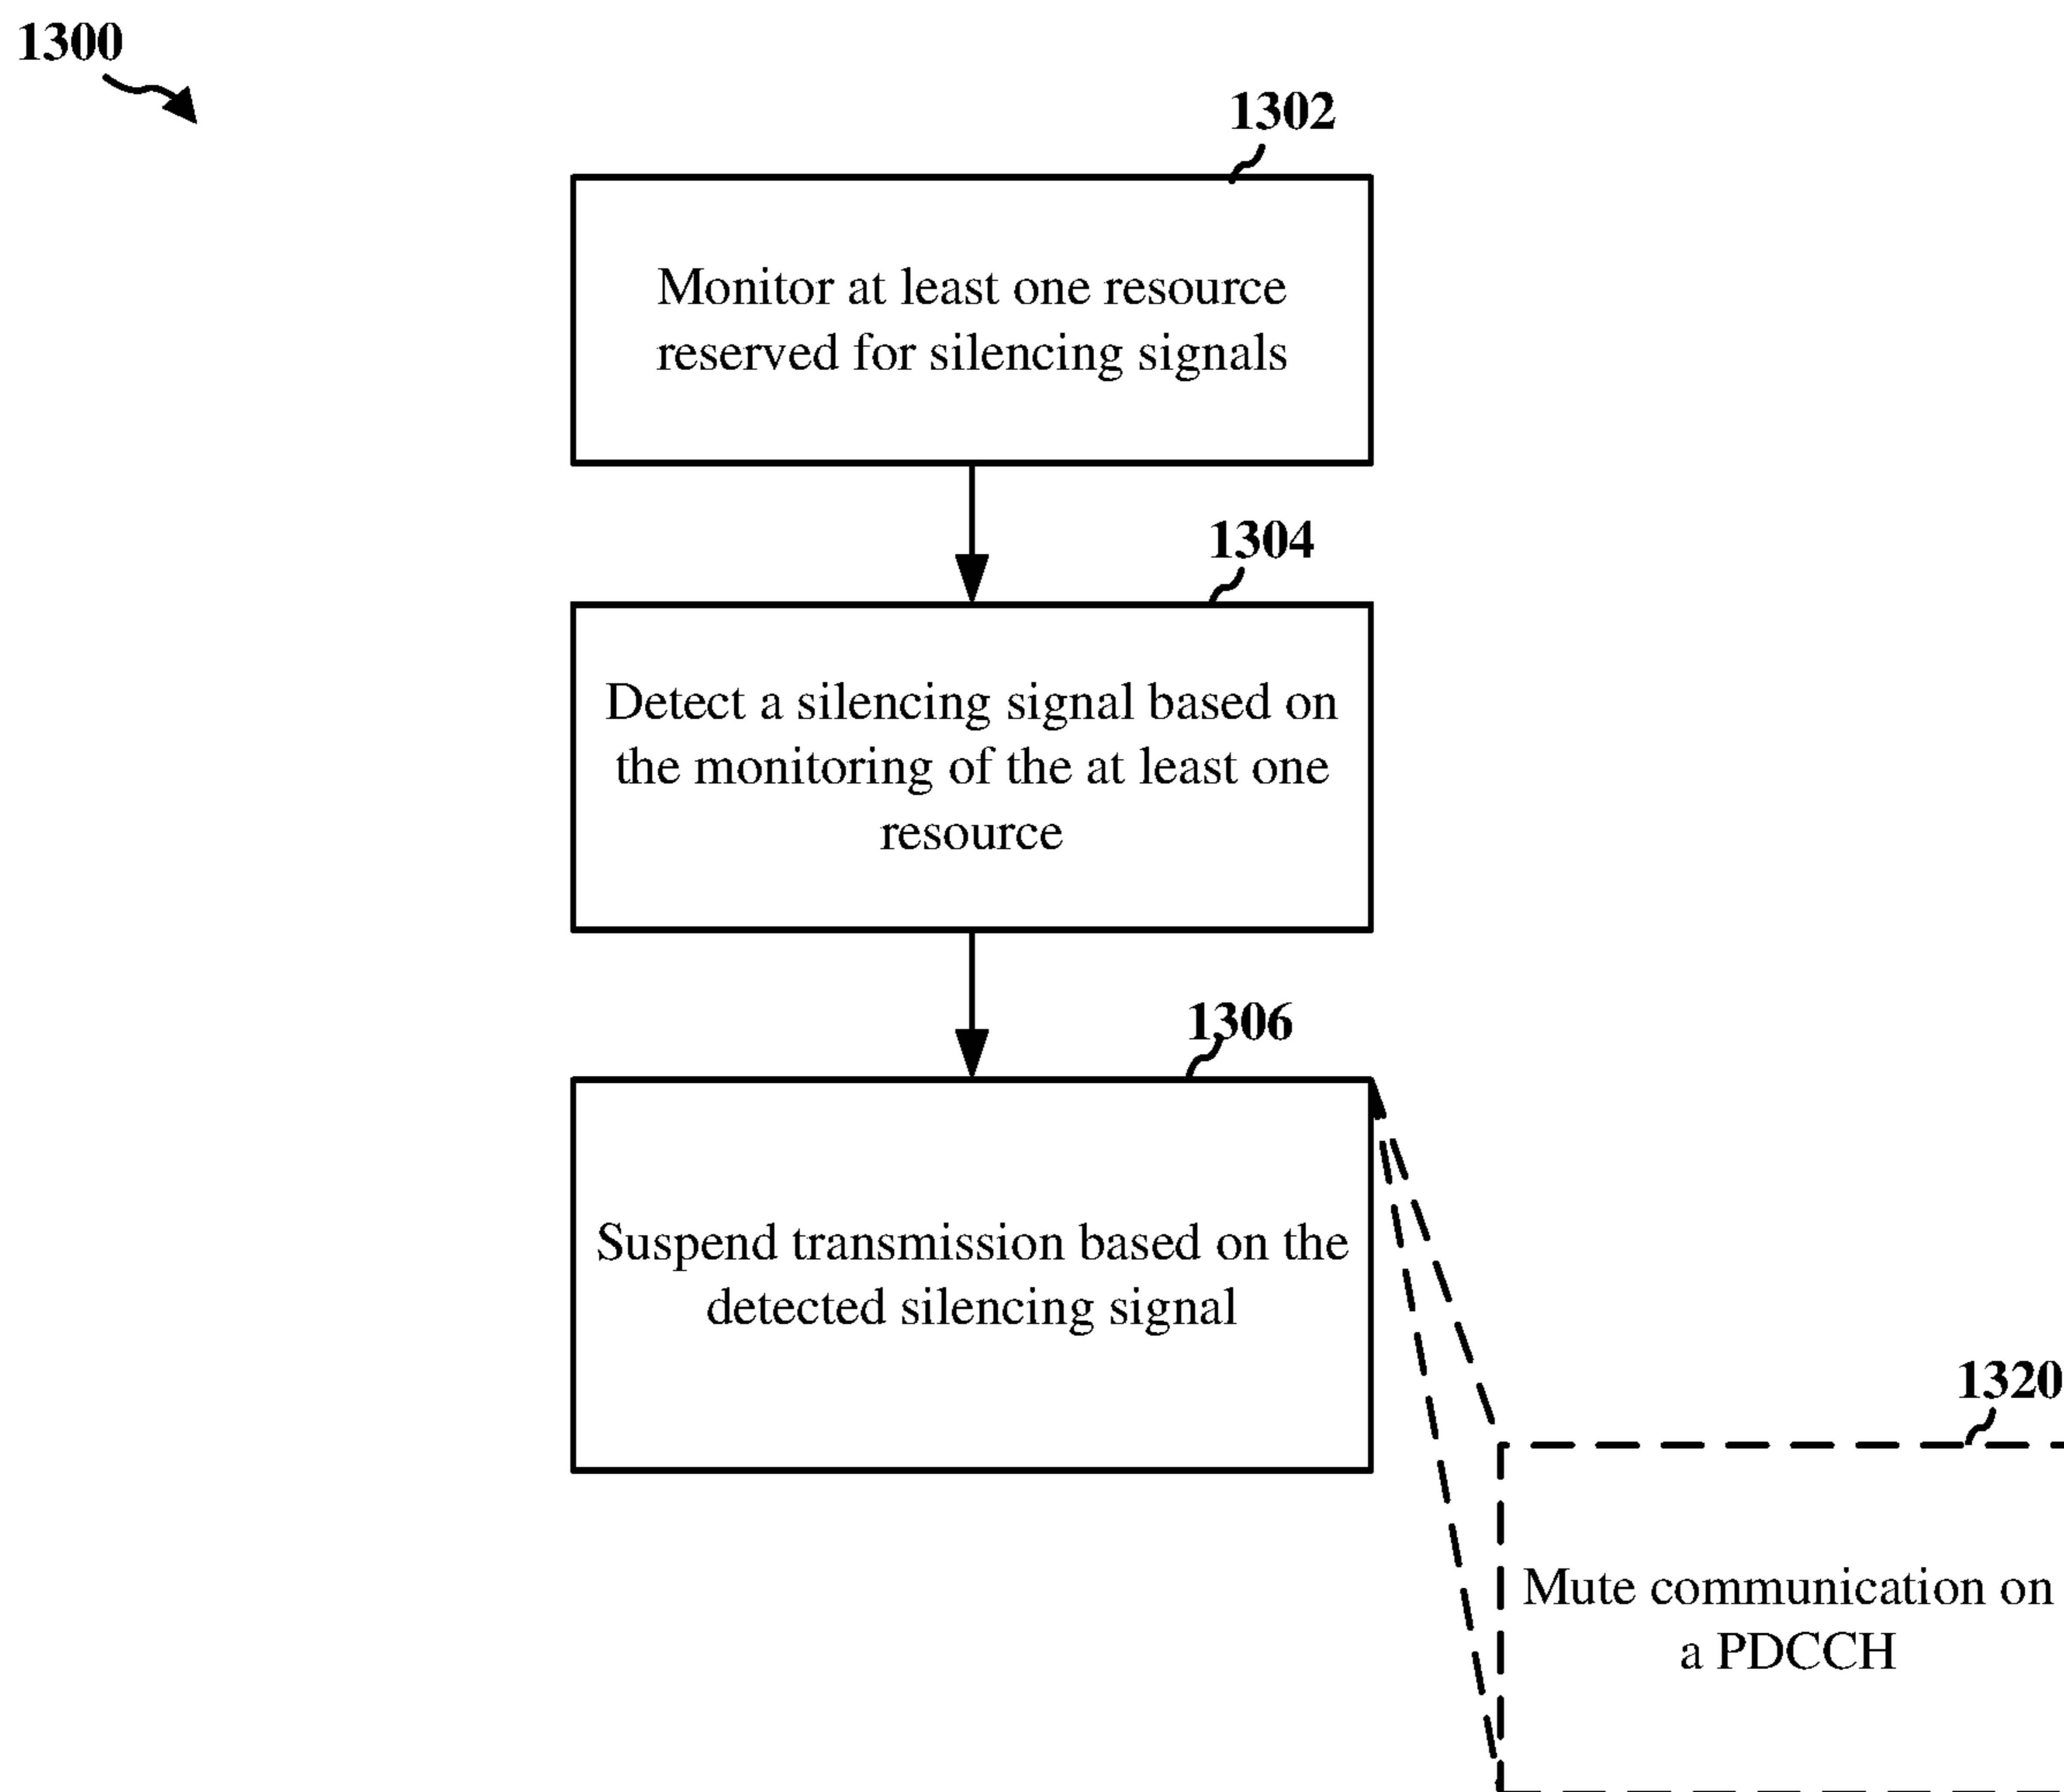 1300
1302
Monitor at least one resource
reserved for silencing signals
1304
Detect a silencing signal based on
the monitoring of the at least one
resource
1306
Suspend transmission based on the
detected silencing signal
1320
Mute communication on
a PDCCH